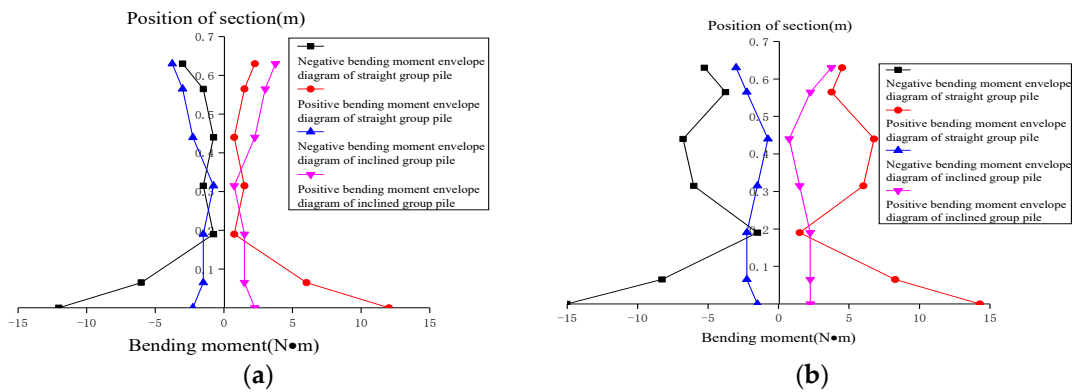 Position of section(m)
0.7
0.6
0.5
0.4
0.3
0.2
0.1
-15
-10
-5
0
5
10
15
Bending moment(N●m)
Negative bending moment envelope
diagram of straight group pile
Positive bending moment envelope
diagram of straight group pile
Negative bending moment envelope
diagram of inclined group pile
Positive bending moment envelope
diagram of inclined group pile
(a)
Position of section(m)
0.7
0.6
0.5
0.4
0.3
0.2
0.1
-15
-10
-5
0
5
10
15
Bending moment(N●m)
Negative bending moment envelope
diagram of straight group pile
Positive bending moment envelope
diagram of straight group pile
Negative bending moment envelope
diagram of inclined group pile
Positive bending moment envelope
diagram of inclined group pile
(b)